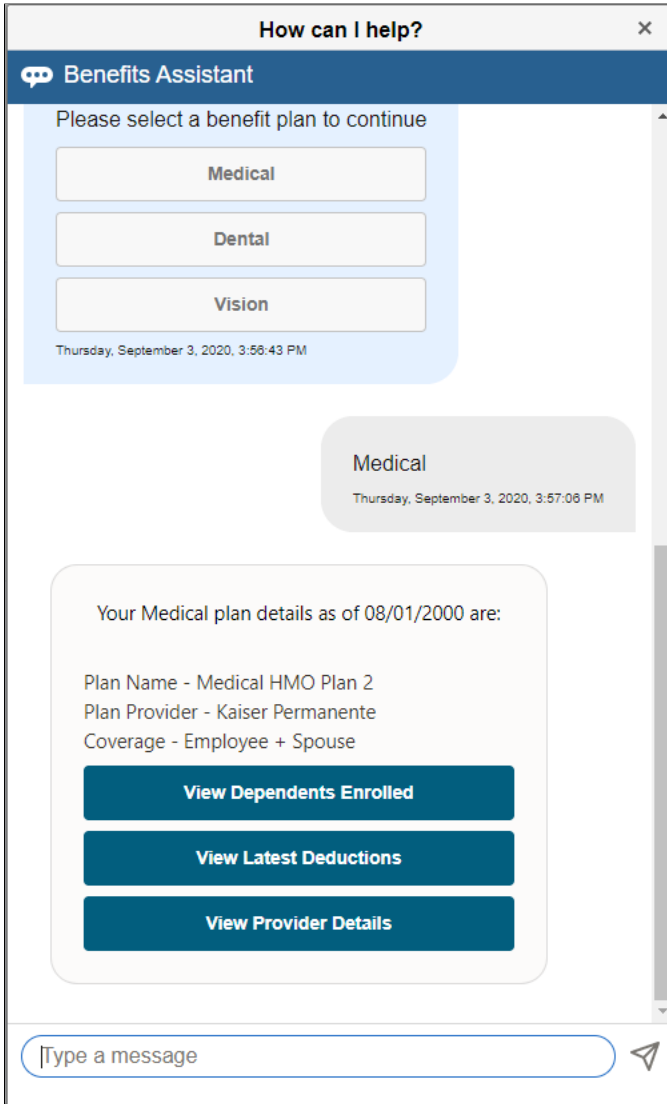 How can I help?
×
Benefits Assistant
Please select a benefit plan to continue
Medical
Dental
Vision
Thursday, September 3, 2020, 3:56:43 PM
Medical
Thursday, September 3, 2020, 3:57:06 PM
Your Medical plan details as of 08/01/2000 are:
Plan Name - Medical HMO Plan 2
Plan Provider - Kaiser Permanente
Coverage - Employee + Spouse
View Dependents Enrolled
View Latest Deductions
View Provider Details
Type a message